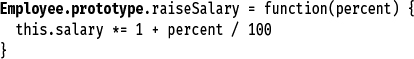 Employee.prototype.raiseSalary = function(percent) {
  this.salary *= 1 + percent / 100
}